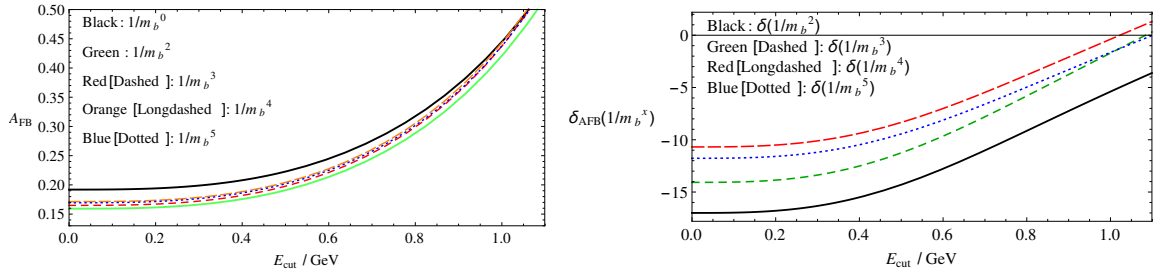 Black : 1/m_b^0
Green : 1/m_b^2
Red [Dashed ]: 1/m_b^3
Orange [Longdashed ]: 1/m_b^4
Blue [Dotted ]: 1/m_b^5
A_FB
0.50
0.45
0.40
0.35
0.30
0.25
0.20
0.15
0.0 0.2 0.4 0.6 0.8 1.0
E_cut / GeV
Black : δ(1/m_b^2)
Green [Dashed ]: δ(1/m_b^3)
Red [Longdashed ]: δ(1/m_b^4)
Blue [Dotted ]: δ(1/m_b^5)
δ_AFB(1/m_b^x)
0
−5
−10
−15
0.0 0.2 0.4 0.6 0.8 1.0
E_cut / GeV